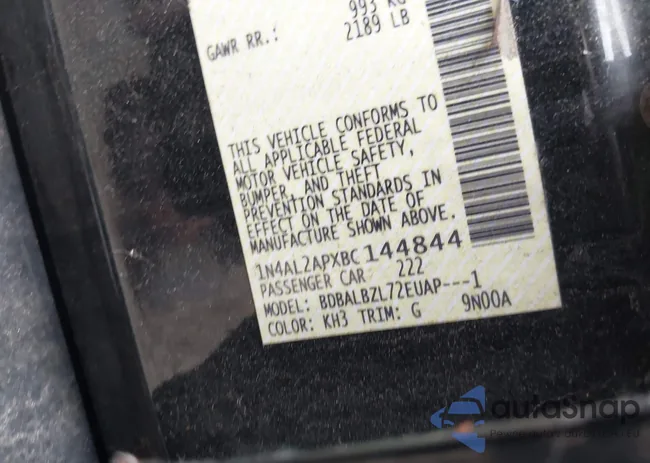 993 KG
GAWR RR.: 2189 LB
THIS VEHICLE CONFORMS TO
ALL APPLICABLE FEDERAL
MOTOR VEHICLE SAFETY,
BUMPER, AND THEFT
PREVENTION STANDARDS IN
EFFECT ON THE DATE OF
MANUFACTURE SHOWN ABOVE.
1N4AL2APXBC144844
PASSENGER CAR 222
MODEL: BDBALBZL72EUAP---1
COLOR: KH3 TRIM: G 9N00A
autoSnap